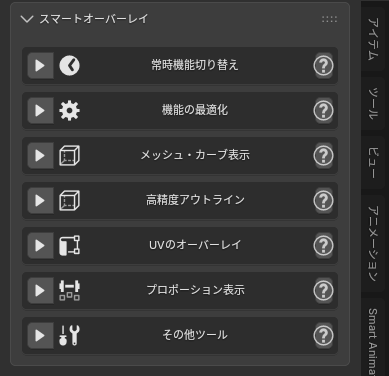 スマートオーバーレイ
常時機能切り替え
機能の最適化
メッシュ・カーブ表示
高精度アウトライン
UVのオーバーレイ
プロポーション表示
その他ツール
アイテム
ツール
ビュー
アニメーション
Smart Anima